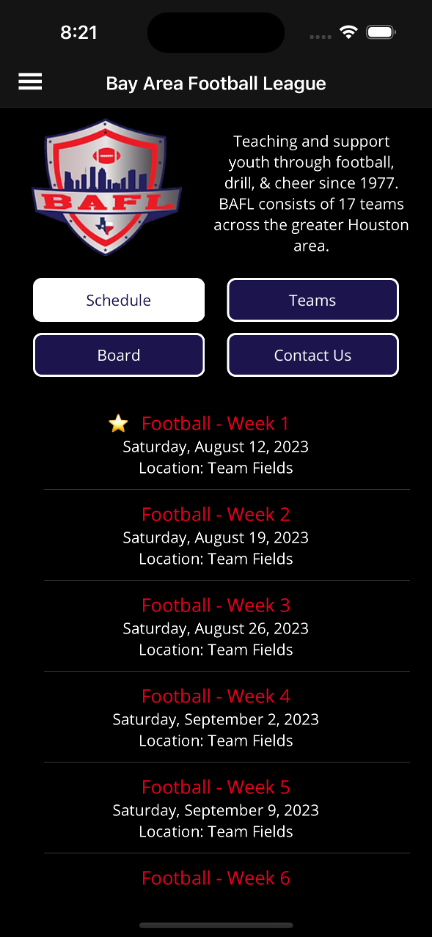 8:21
Bay Area Football League
BAFL
Teaching and support
youth through football,
drill, & cheer since 1977.
BAFL consists of 17 teams
across the greater Houston
area.
Schedule
Teams
Board
Contact Us
Football - Week 1
Saturday, August 12, 2023
Location: Team Fields
Football - Week 2
Saturday, August 19, 2023
Location: Team Fields
Football - Week 3
Saturday, August 26, 2023
Location: Team Fields
Football - Week 4
Saturday, September 2, 2023
Location: Team Fields
Football - Week 5
Saturday, September 9, 2023
Location: Team Fields
Football - Week 6